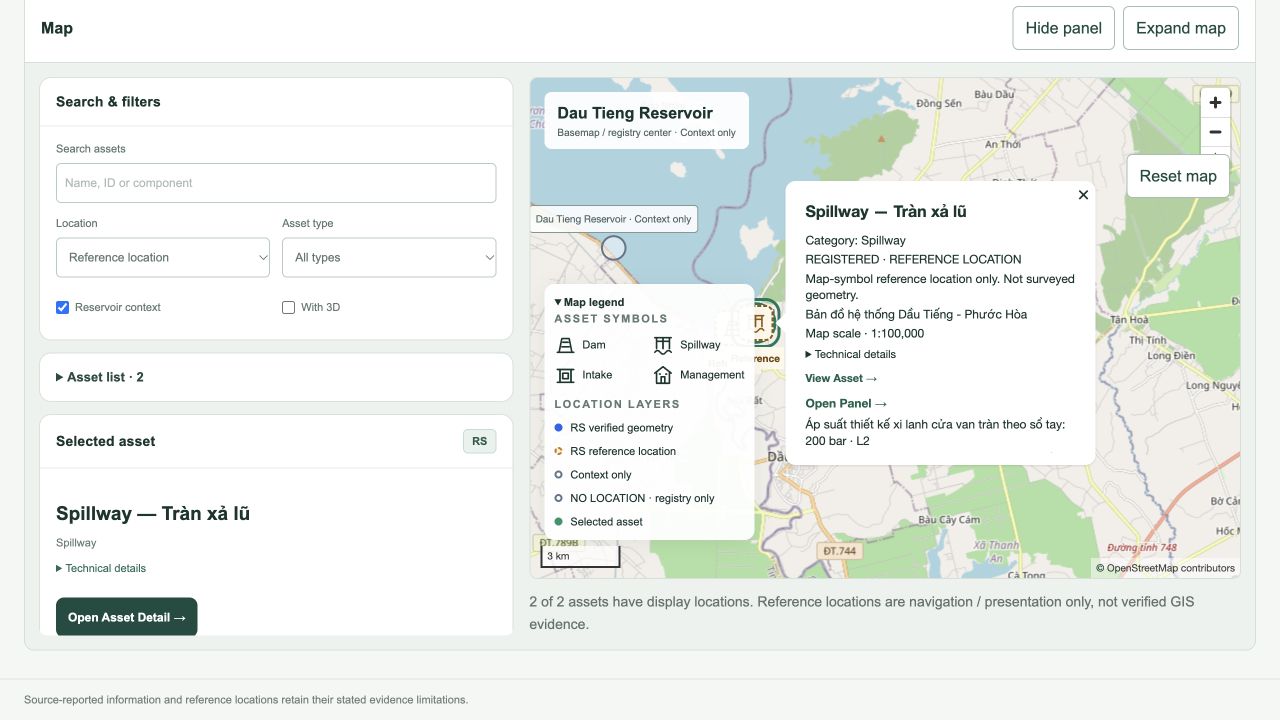 Map
Hide panel
Expand map
Search & filters
Search assets
Name, ID or component
Location
Asset type
Reference location
All types
Reservoir context
With 3D
Asset list · 2
Selected asset
RS
Spillway — Tràn xả lũ
Spillway
Technical details
Open Asset Detail →
Dau Tieng Reservoir
Basemap / registry center · Context only
Đồng Sến
Bàu Dầu
An Thới
+
−
Reset map
Dau Tieng Reservoir · Context only
Spillway — Tràn xả lũ
Category: Spillway
REGISTERED · REFERENCE LOCATION
Map-symbol reference location only. Not surveyed
geometry.
Bản đồ hệ thống Dầu Tiếng - Phước Hòa
Map scale · 1:100,000
Technical details
View Asset →
Open Panel →
Áp suất thiết kế xi lanh cửa van tràn theo sổ tay:
200 bar · L2
Map legend
ASSET SYMBOLS
Dam
Spillway
Intake
Management
LOCATION LAYERS
RS verified geometry
RS reference location
Context only
NO LOCATION · registry only
Selected asset
Tân Hoà
Thị Tính
Long Điền
Long Nguyê
Bàu Cây Cám
Xã Thanh
An
Đường tỉnh 748
ĐT.744
ĐT.789B
3 km
© OpenStreetMap contributors
2 of 2 assets have display locations. Reference locations are navigation / presentation only, not verified GIS
evidence.
Source-reported information and reference locations retain their stated evidence limitations.